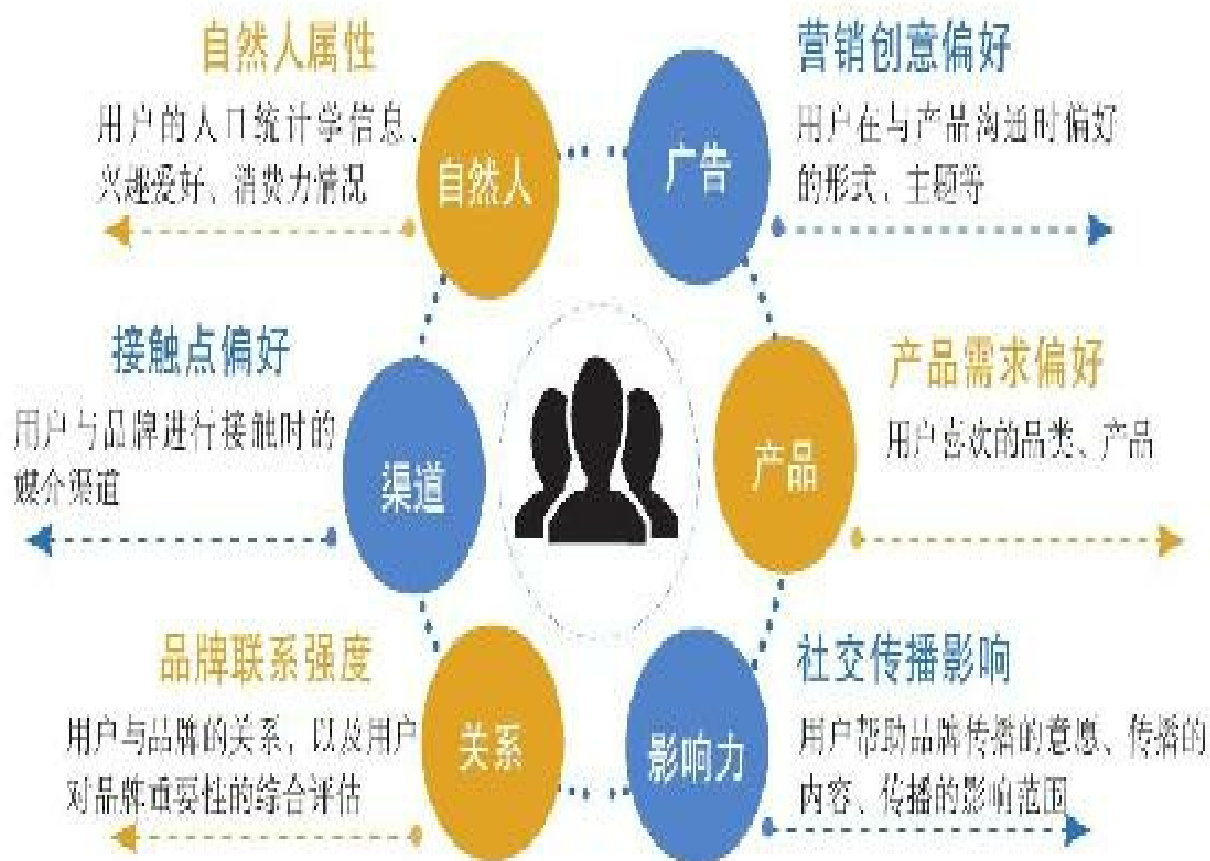 自然人属性
用户的人口统计学信息、
兴趣爱好、消费力情况
自然人
广告
营销创意偏好
用户在与产品沟通时偏好
的形式、主题等
接触点偏好
用户与品牌进行接触时的
媒介渠道
渠道
产品
产品需求偏好
用户喜欢的品类、产品
品牌联系强度
用户与品牌的关系，以及用户
对品牌重要性的综合评估
关系
影响力
社交传播影响
用户帮助品牌传播的意愿、传播的
内容、传播的影响范围